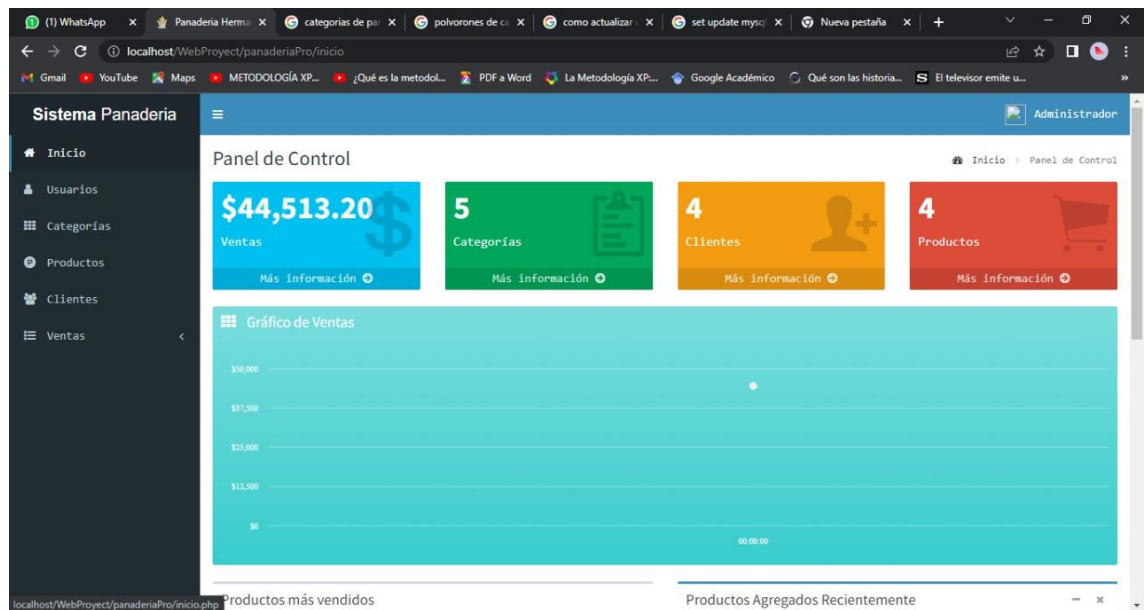 (1) WhatsApp
Panaderia Herma
categorias de par
polvorones de ca
como actualizar
set update mysql
Nueva pestaña
localhost/WebProyect/panaderiaPro/inicio
Gmail
YouTube
Maps
METODOLOGÍA XP...
¿Qué es la metodol...
PDF a Word
La Metodología XP:...
Google Académico
Qué son las historia...
El televisor emite u...
»
Sistema Panaderia
Administrador
Inicio
Usuarios
Categorías
Productos
Clientes
Ventas
Panel de Control
Inicio > Panel de Control
$44,513.20
Ventas
Más información
5
Categorías
Más información
4
Clientes
Más información
4
Productos
Más información
Gráfico de Ventas
$50,000
$37,500
$25,000
$12,500
$0
00:00:00
Productos más vendidos
Productos Agregados Recientemente
localhost/WebProyect/panaderiaPro/inicio.php